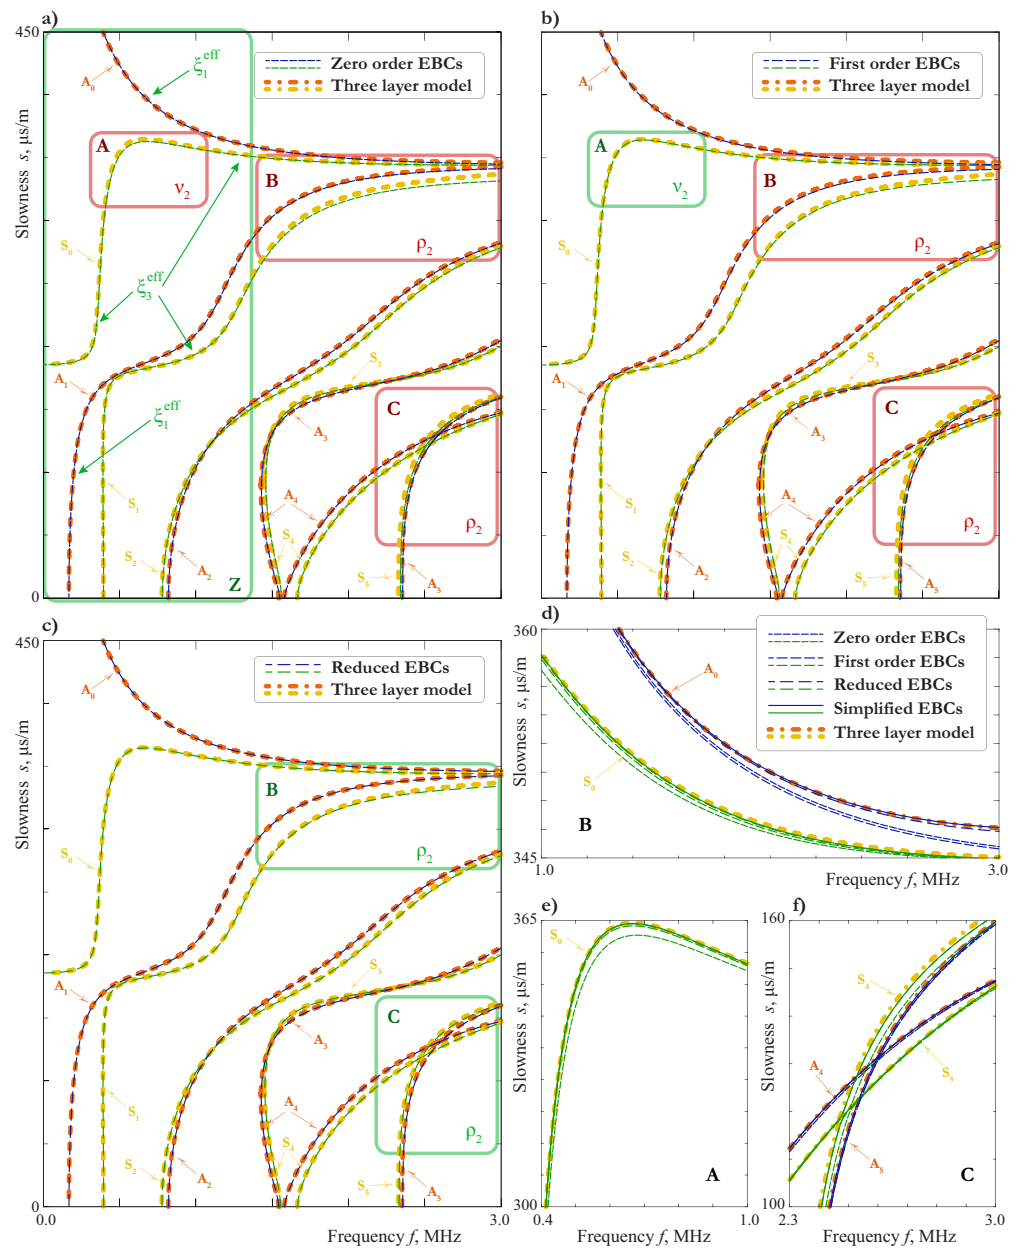 a)
450
Slowness s, μs/m
0
A0
ξ1eff
Zero order EBCs
Three layer model
A
ν2
B
ρ2
S0
ξ3eff
A1
ξ1eff
S1
S2
A2
Z
S3
A3
A4
S4
C
ρ2
S5
A5
b)
First order EBCs
Three layer model
A0
A
ν2
B
ρ2
S0
A1
S1
S2
A2
S3
A3
A4
S4
C
ρ2
S5
A5
c)
450
Slowness s, μs/m
0
Reduced EBCs
Three layer model
A0
B
ρ2
S0
A1
S1
S2
A2
S3
A3
A4
S4
C
ρ2
S5
A5
0.0
3.0
Frequency f, MHz
d)
360
Slowness s, μs/m
345
Zero order EBCs
First order EBCs
Reduced EBCs
Simplified EBCs
Three layer model
A0
S0
B
1.0
3.0
Frequency f, MHz
e)
365
Slowness s, μs/m
300
S0
A
0.4
1.0
Frequency f, MHz
f)
160
Slowness s, μs/m
100
S4
A4
S5
A5
C
2.3
3.0
Frequency f, MHz